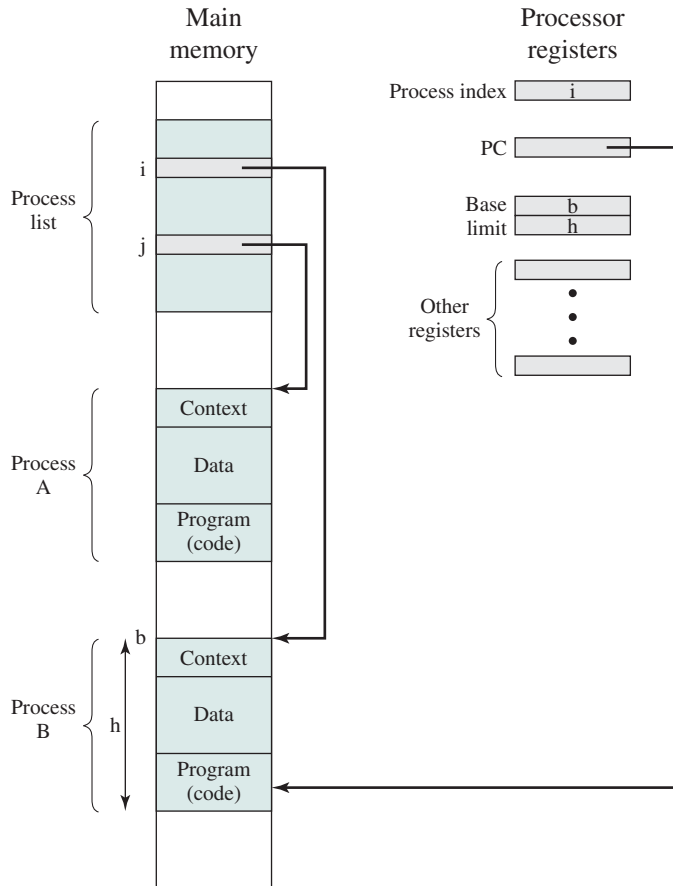 Main
memory
Processor
registers
Process index
i
PC
Base
limit
b
h
Other
registers
Process
list
i
j
Process
A
Context
Data
Program
(code)
Process
B
b
h
Context
Data
Program
(code)